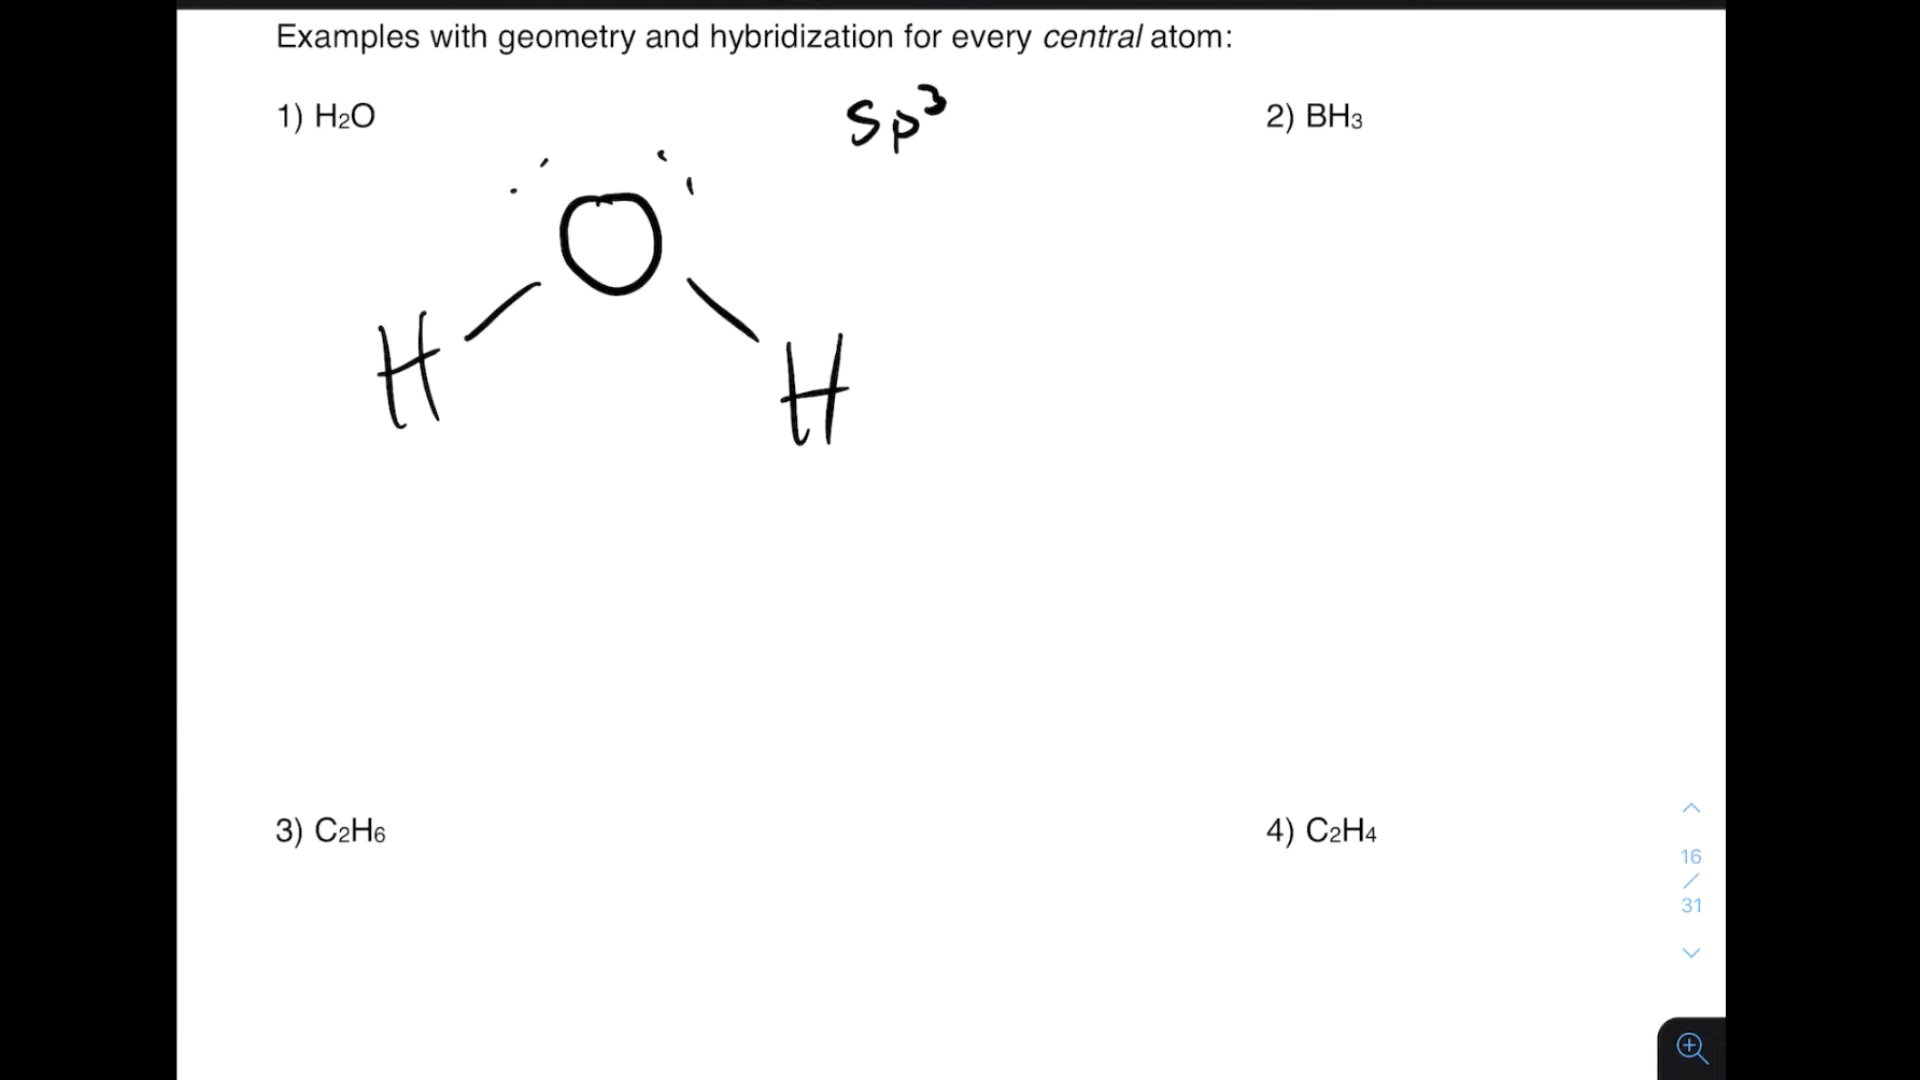 Examples with geometry and hybridization for every central atom:
1) H₂O
sp³
2) BH₃
O
H
H
3) C₂H₆
4) C₂H₄
16
/
31